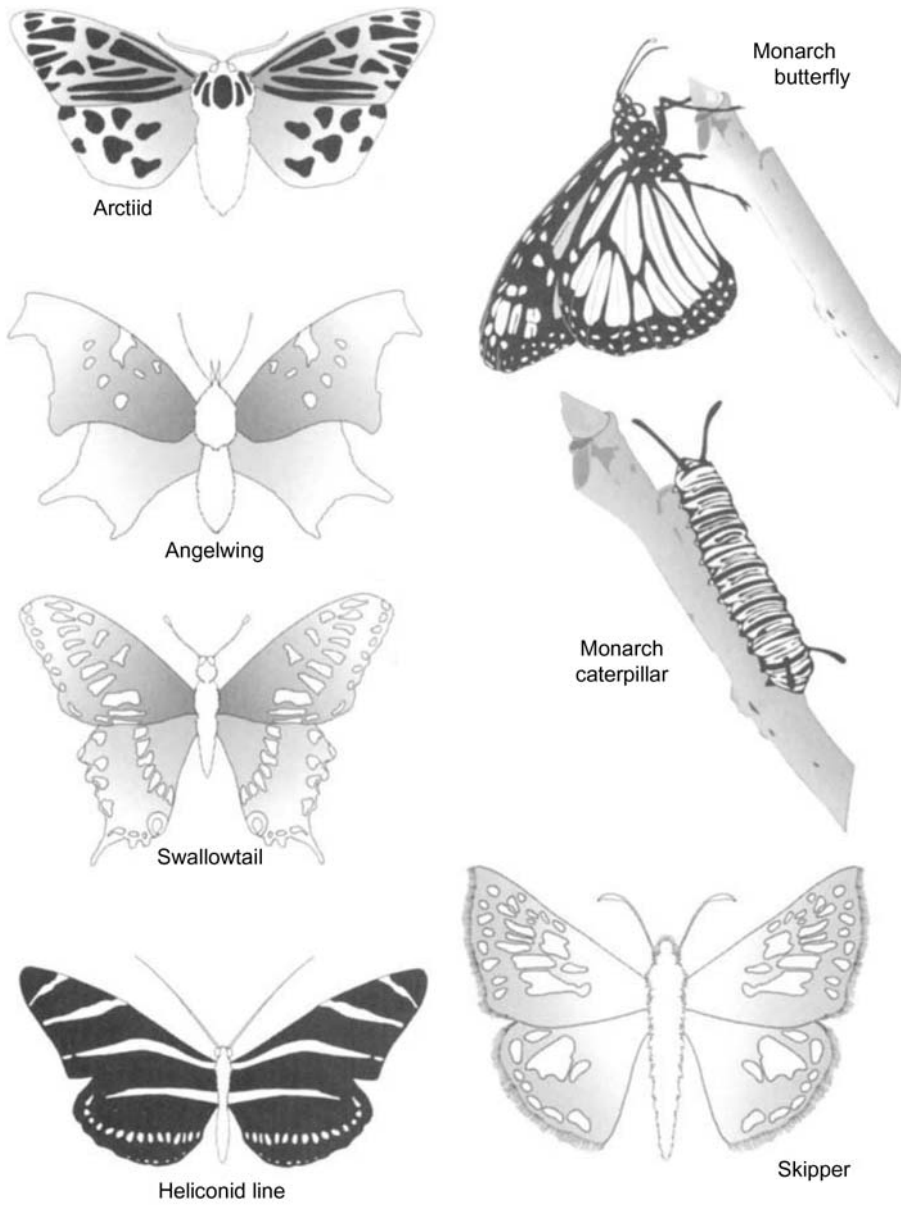 Arctiid
Monarch
butterfly
Angelwing
Monarch
caterpillar
Swallowtail
Heliconid line
Skipper